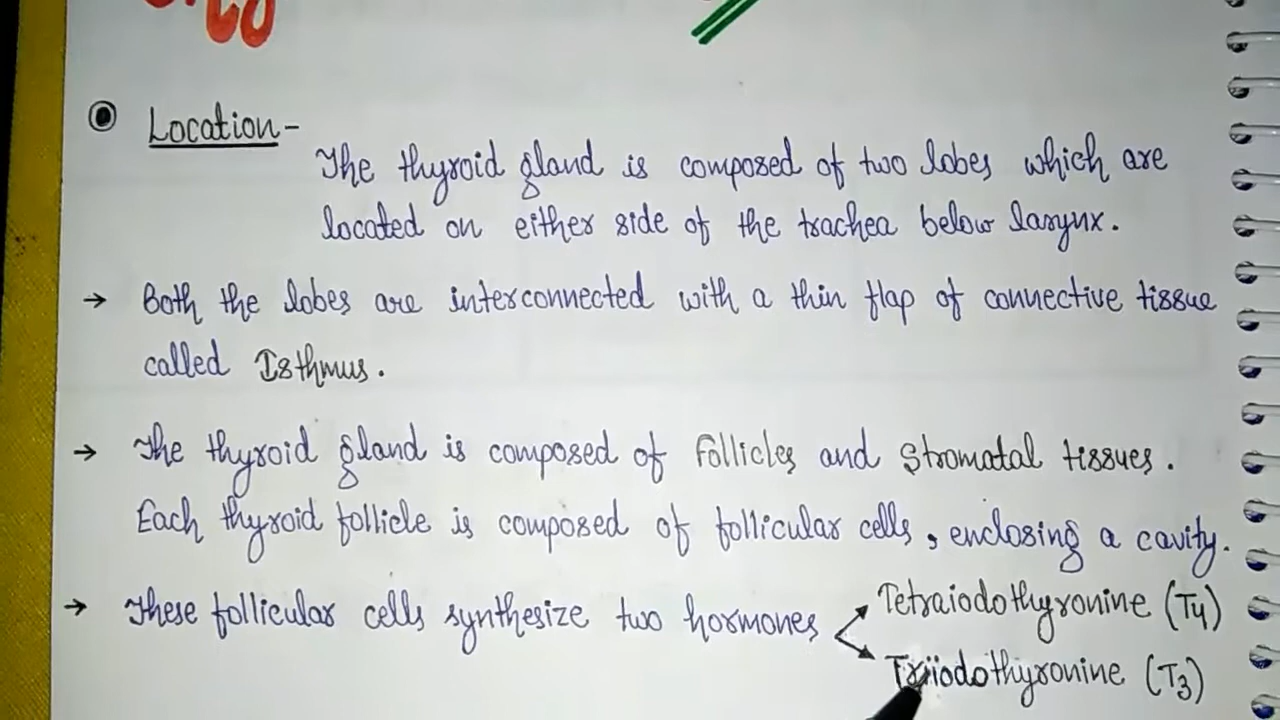 Location-
The thyroid gland is composed of two lobes which are
located on either side of the trachea below larynx.
→ Both the lobes are interconnected with a thin flap of connective tissue
called Isthmus.
→ The thyroid gland is composed of follicles and Stromatal tissues.
Each thyroid follicle is composed of follicular cells, enclosing a cavity.
→ These follicular cells synthesize two hormones
Tetraiodothyronine (T4)
Triiodothyronine (T3)